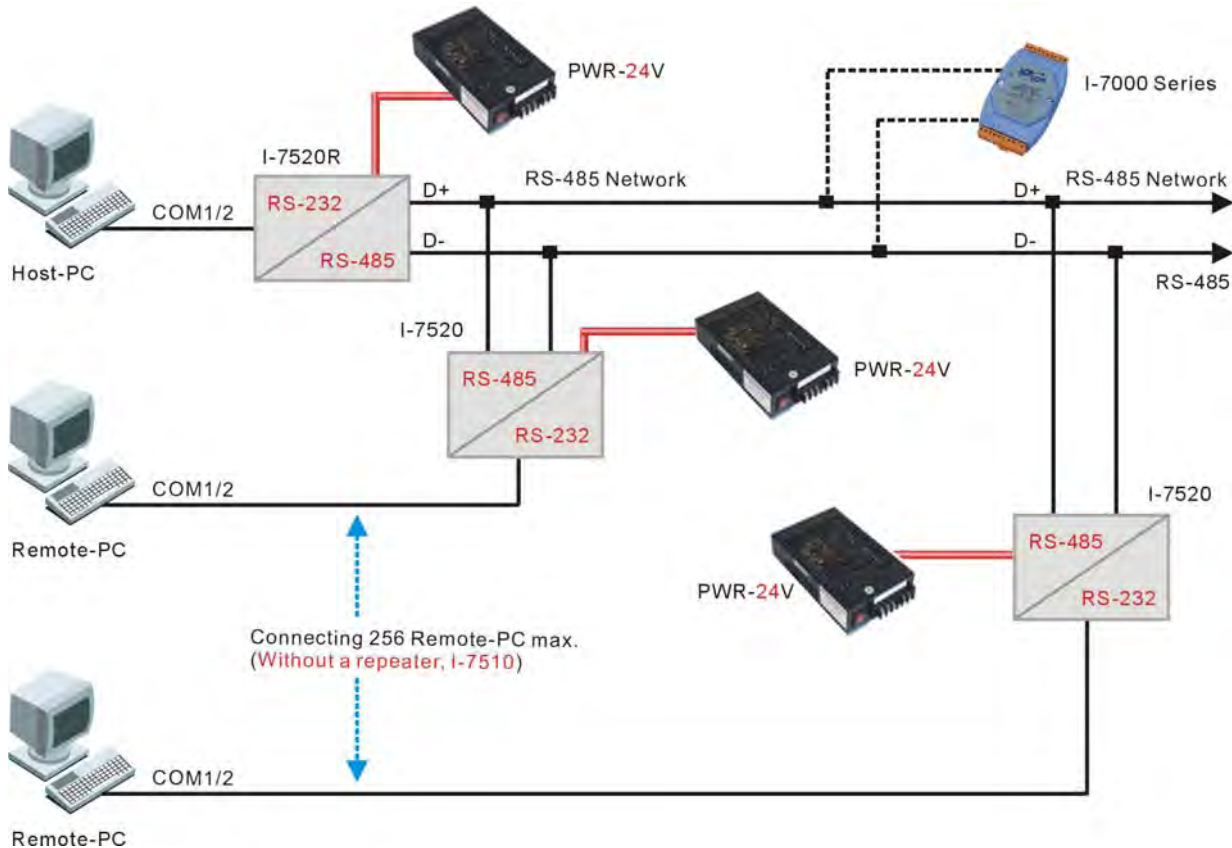 PWR-24V
I-7000 Series
I-7520R
RS-232
RS-485
COM1/2
Host-PC
D+
RS-485 Network
D+
RS-485 Network
D-
D-
RS-485
I-7520
RS-485
RS-232
PWR-24V
COM1/2
Remote-PC
I-7520
RS-485
RS-232
PWR-24V
Connecting 256 Remote-PC max.
(Without a repeater, I-7510)
COM1/2
Remote-PC